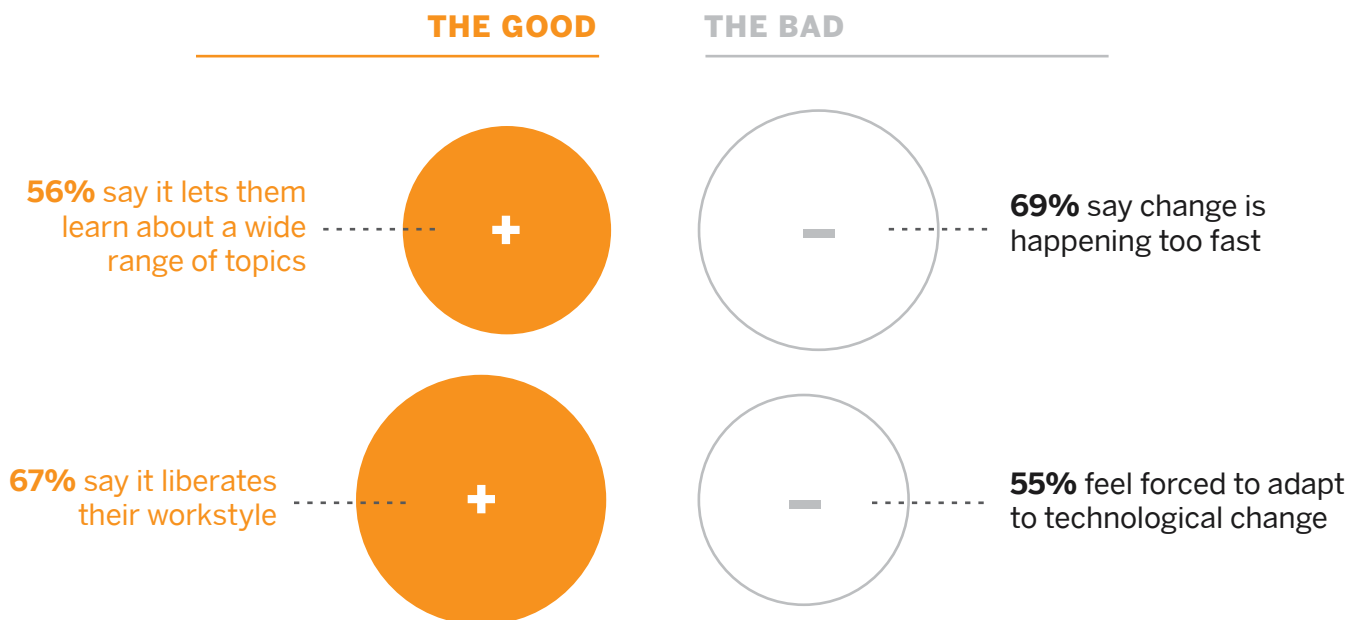 THE GOOD
THE BAD
56% say it lets them
learn about a wide
range of topics
69% say change is
happening too fast
67% say it liberates
their workstyle
55% feel forced to adapt
to technological change